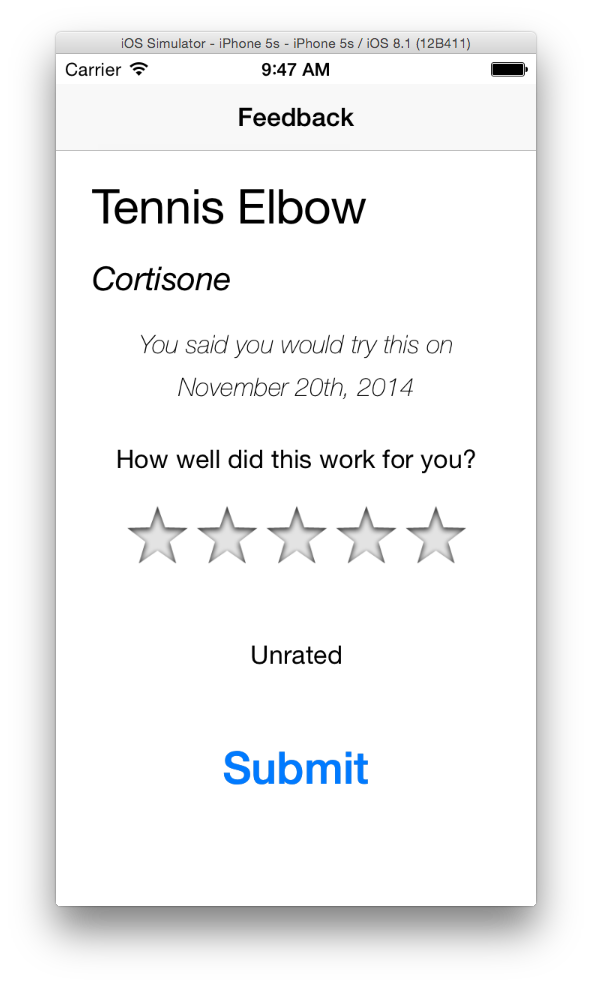 iOS Simulator - iPhone 5s - iPhone 5s / iOS 8.1 (12B411)
Carrier 9:47 AM
Feedback
Tennis Elbow
Cortisone
You said you would try this on
November 20th, 2014
How well did this work for you?
Unrated
Submit